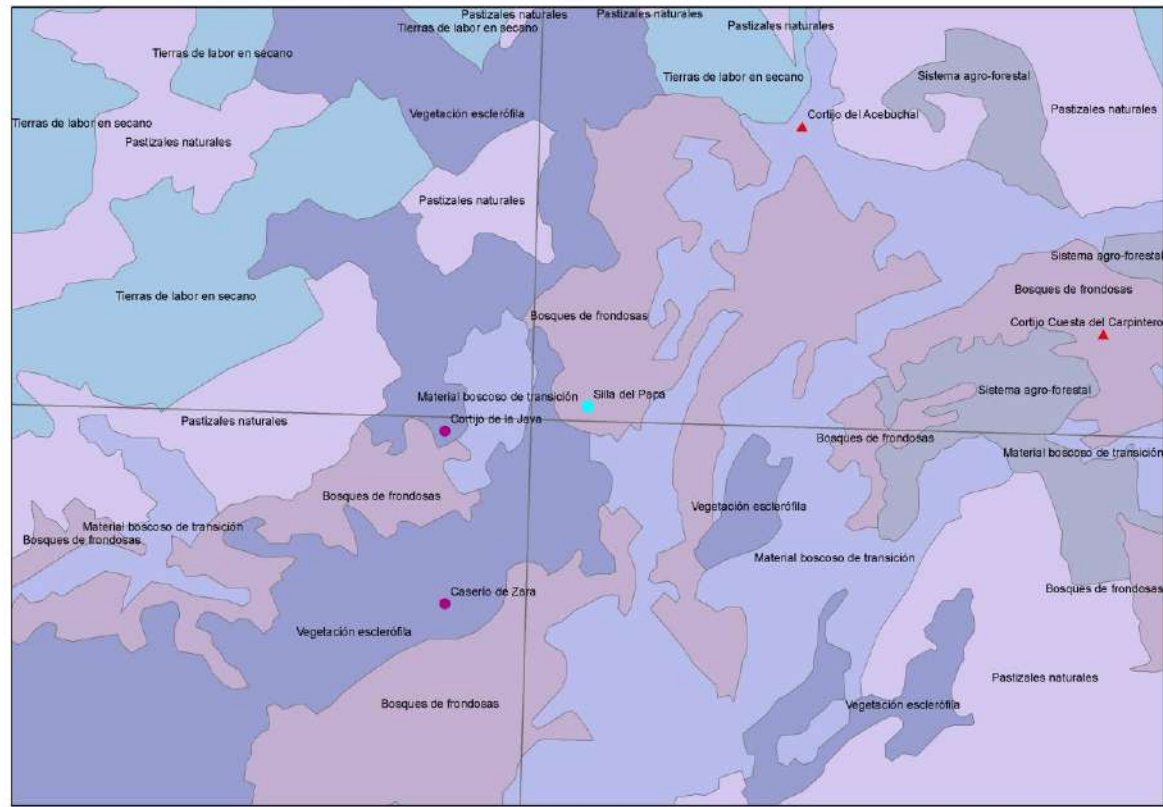 Pastizales naturales
Pastizales naturales
Pastizales naturales
Tierras de labor en secano
Tierras de labor en secano
Tierras de labor en secano
Sistema agro-forestal
Vegetación esclerófila
Cortijo del Acebuchal
Pastizales naturales
Tierras de labor en secano
Pastizales naturales
Pastizales naturales
Sistema agro-forestal
Bosques de frondosas
Tierras de labor en secano
Bosques de frondosas
Cortijo Cuesta del Carpintero
Sistema agro-forestal
Silla del Papa
Material boscoso de transición
Cortijo de la Java
Pastizales naturales
Bosques de frondosas
Material boscoso de transición
Bosques de frondosas
Vegetación esclerófila
Material boscoso de transición
Bosques de frondosas
Material boscoso de transición
Bosques de frondosas
Caserío de Zara
Vegetación esclerófila
Pastizales naturales
Bosques de frondosas
Vegetación esclerófila